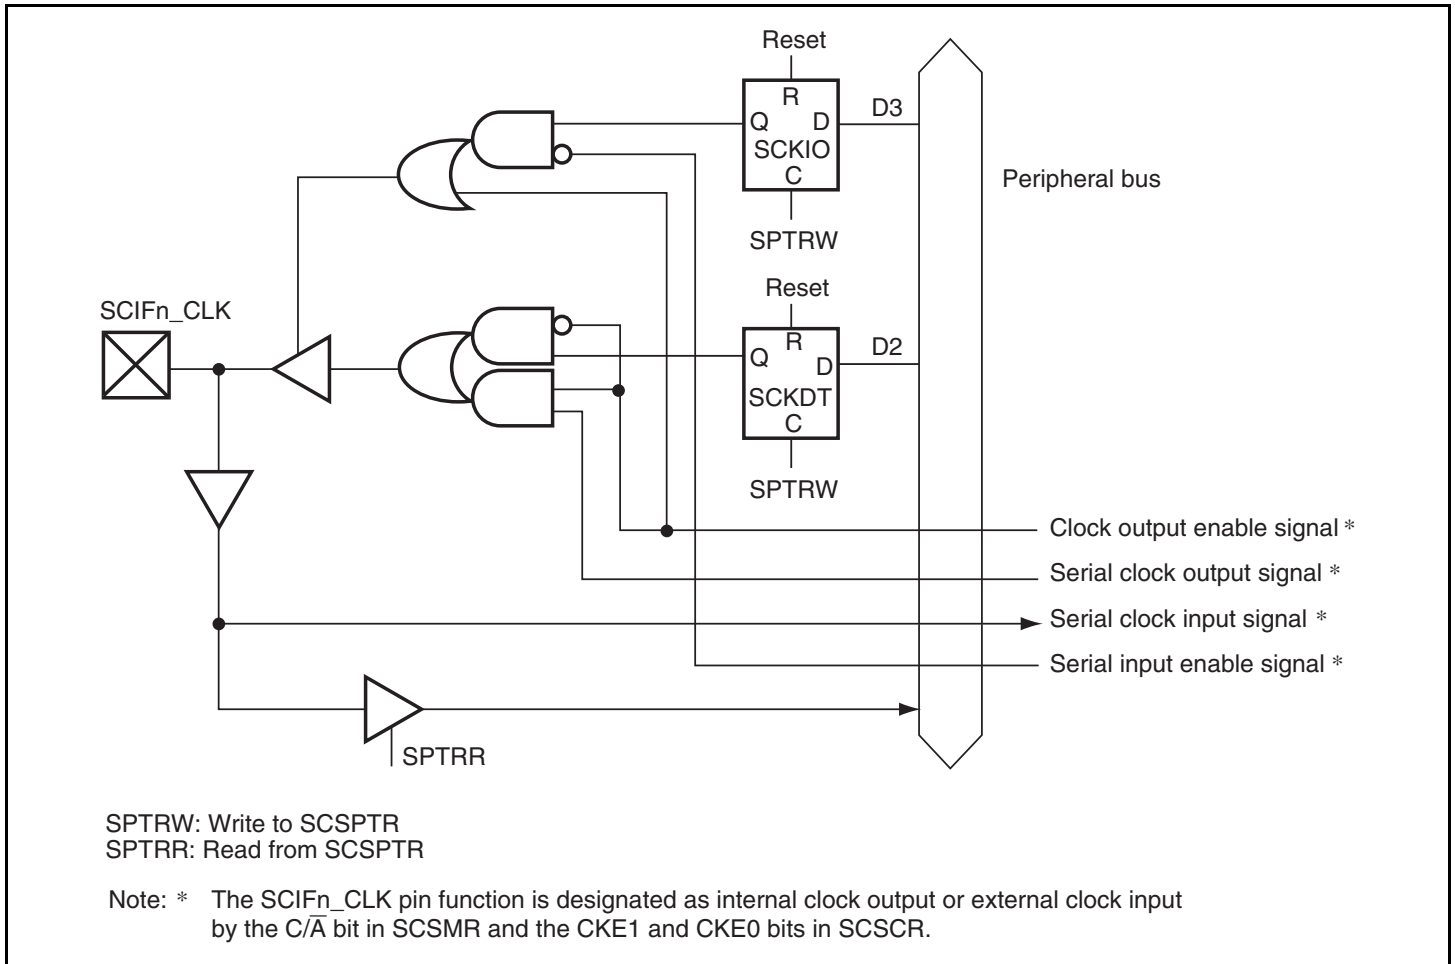 Reset
R
Q D
SCKIO
C
D3
SPTRW
Peripheral bus
Reset
R
Q D
SCKDT
C
D2
SPTRW
SCIFn_CLK
Clock output enable signal *
Serial clock output signal *
Serial clock input signal *
Serial input enable signal *
SPTRR
SPTRW: Write to SCSPTR
SPTRR: Read from SCSPTR
Note: * The SCIFn_CLK pin function is designated as internal clock output or external clock input
by the C/A̅ bit in SCSMR and the CKE1 and CKE0 bits in SCSCR.